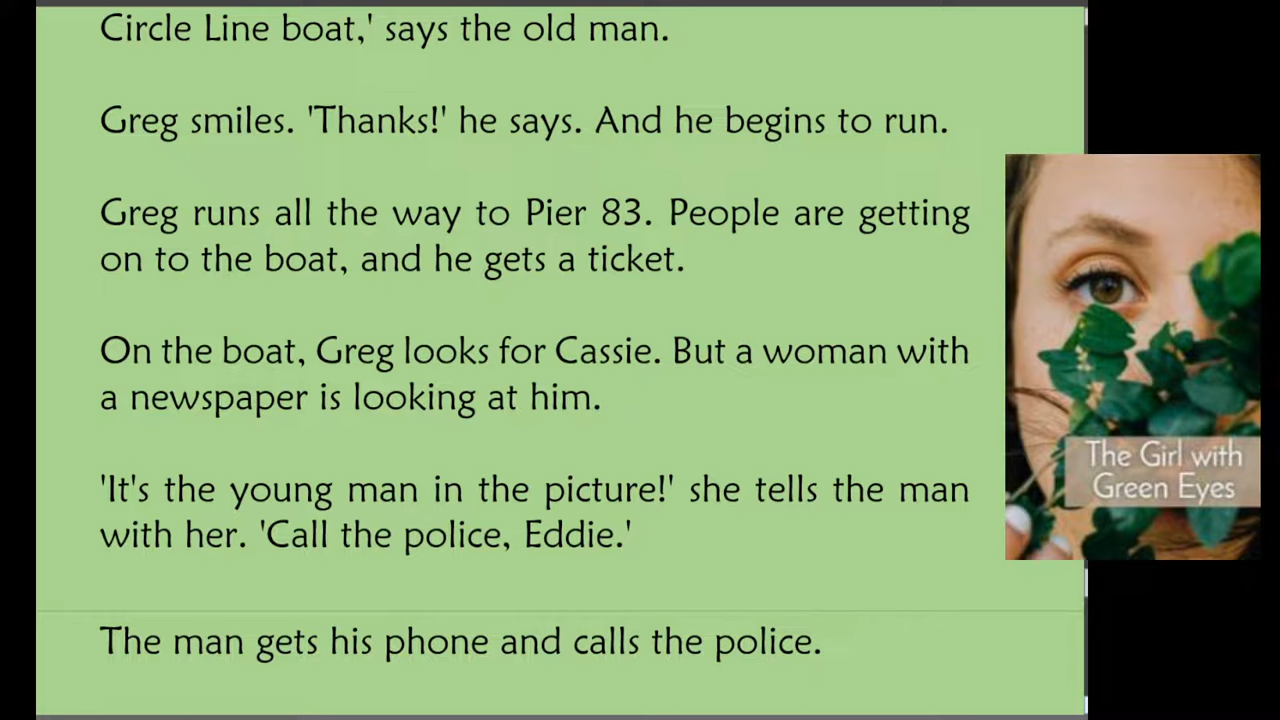 Circle Line boat,' says the old man.
Greg smiles. 'Thanks!' he says. And he begins to run.
Greg runs all the way to Pier 83. People are getting
on to the boat, and he gets a ticket.
On the boat, Greg looks for Cassie. But a woman with
a newspaper is looking at him.
'It's the young man in the picture!' she tells the man
with her. 'Call the police, Eddie.'
The man gets his phone and calls the police.
The Girl with
Green Eyes